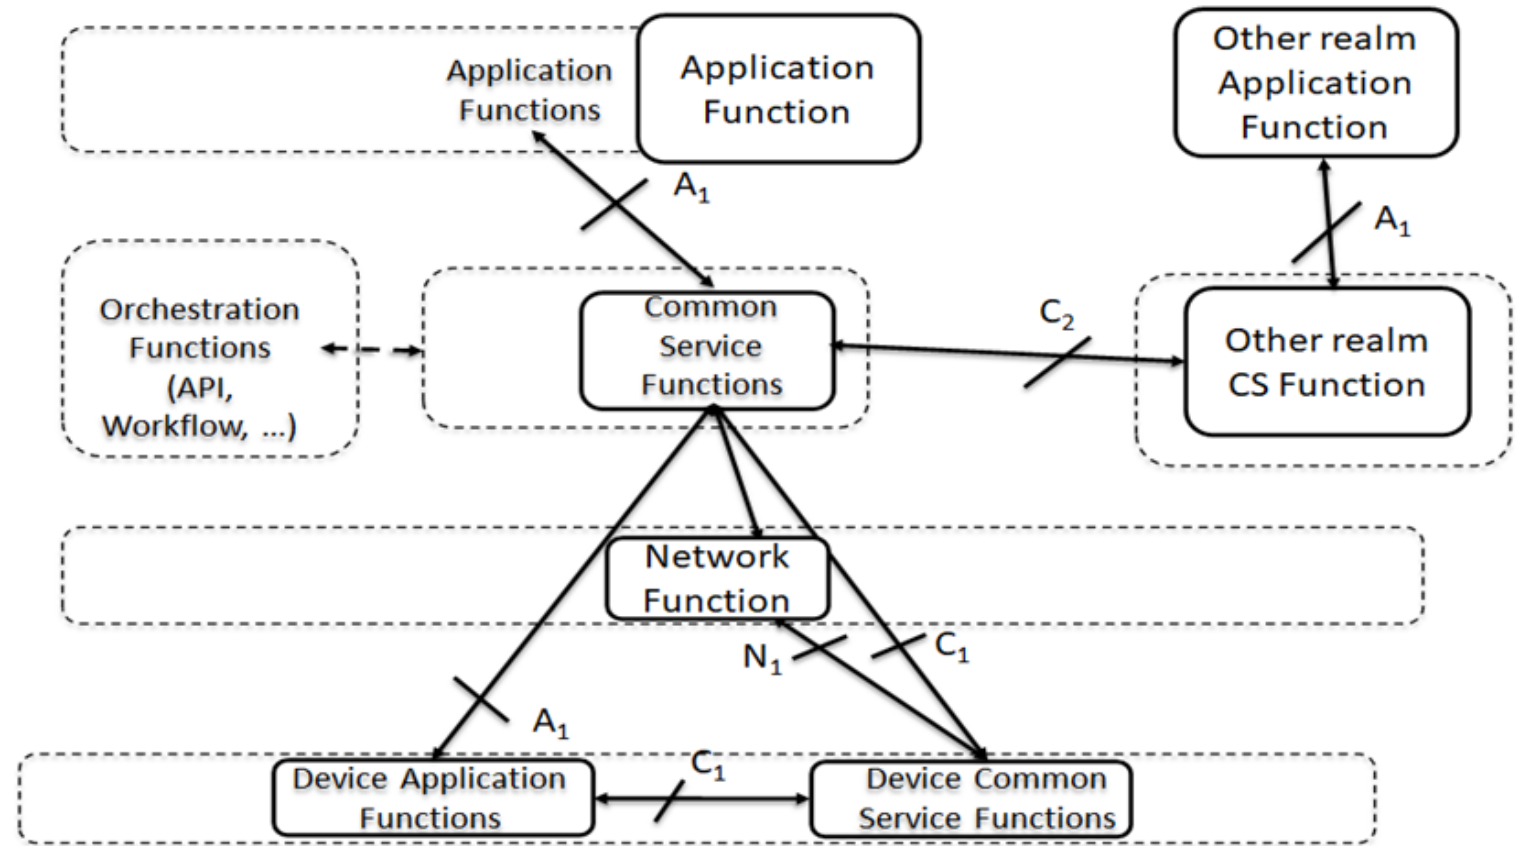 Application
Functions
Application
Function
Other realm
Application
Function
A1
A1
Orchestration
Functions
(API,
Workflow, ...)
Common
Service
Functions
C2
Other realm
CS Function
Network
Function
N1
C1
A1
Device Application
Functions
C1
Device Common
Service Functions